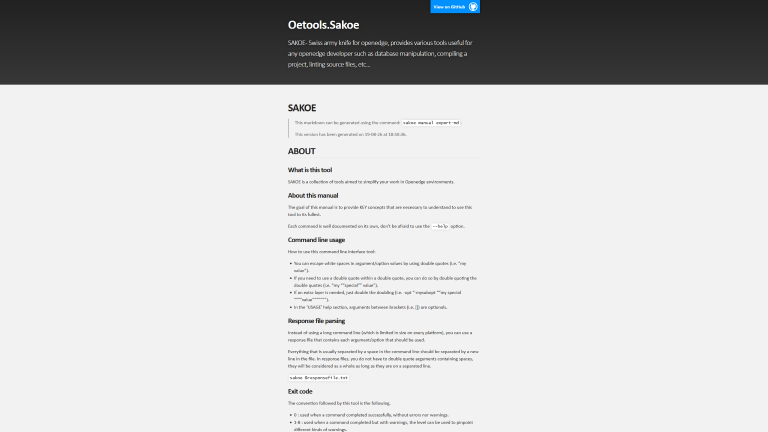 View on GitHub
Oetools.Sakoe
SAKOE- Swiss army knife for openedge, provides various tools useful for
any openedge developer such as database manipulation, compiling a
project, linting source files, etc...
SAKOE
This markdown can be generated using the command: sakoe manual export-md.
This version has been generated on 19-08-26 at 18:50:36.
ABOUT
What is this tool
SAKOE is a collection of tools aimed to simplify your work in Openedge environments.
About this manual
The goal of this manual is to provide KEY concepts that are necessary to understand to use this
tool to its fullest.
Each command is well documented on its own, don't be afraid to use the --help option.
Command line usage
How to use this command line interface tool:
You can escape white spaces in argument/option values by using double quotes (i.e. "my
value").
If you need to use a double quote within a double quote, you can do so by double quoting the
double quotes (i.e. "my ""special"" value").
If an extra layer is needed, just double the doubling (i.e. -opt "-mysubopt ""my special
In the 'USAGE' help section, arguments between brackets (i.e. []) are optionals.
Response file parsing
Instead of using a long command line (which is limited in size on every platform), you can use a
response file that contains each argument/option that should be used.
Everything that is usually separated by a space in the command line should be separated by a new
line in the file. In response files, you do not have to double quote arguments containing spaces,
they will be considered as a whole as long as they are on a separated line.
sakoe @responsefile.txt
Exit code
The convention followed by this tool is the following.
0 : used when a command completed successfully, without errors nor warnings.
1-8 : used when a command completed but with warnings, the level can be used to pinpoint
different kinds of warnings.